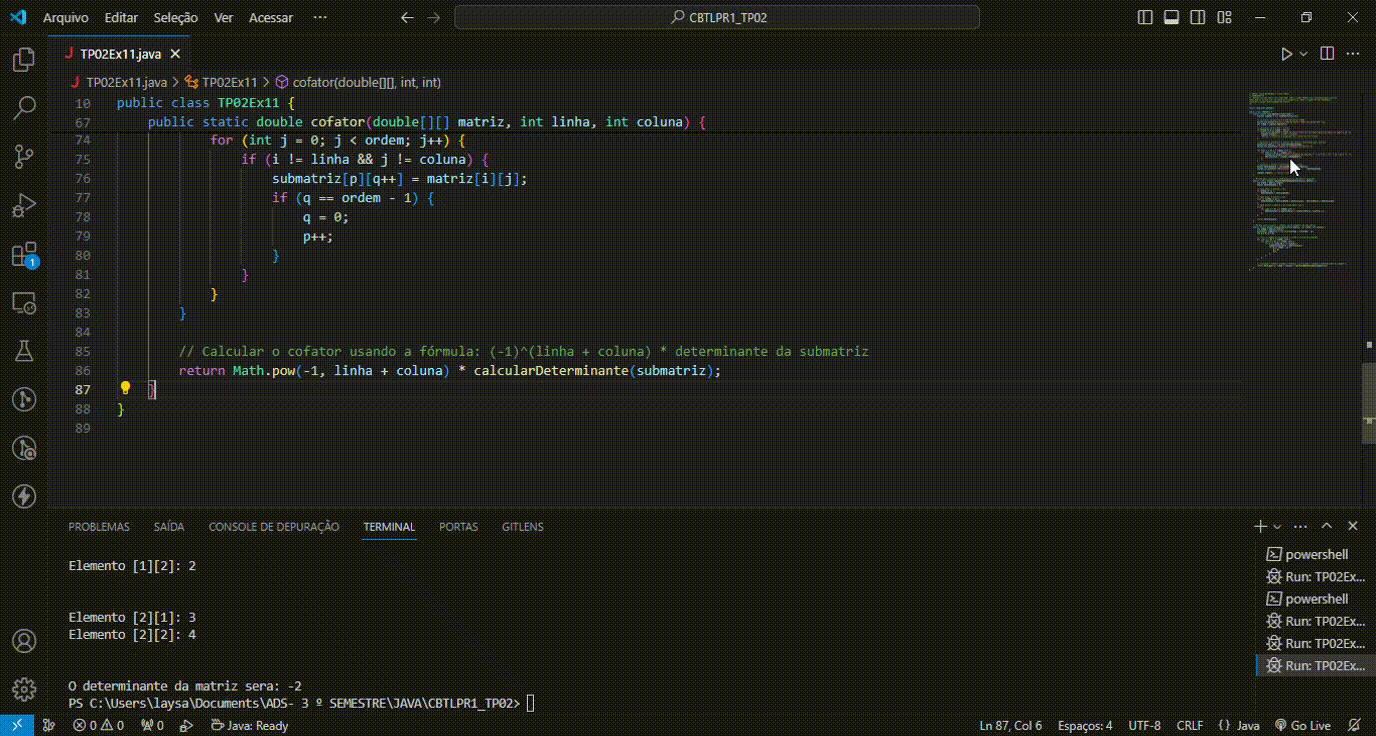 Arquivo Editar Seleção Ver Acessar ··· CBTLPR1_TP02
TP02Ex11.java
TP02Ex11.java > TP02Ex11 > cofator(double[][], int, int)
10 public class TP02Ex11 {
67 public static double cofator(double[][] matriz, int linha, int coluna) {
74 for (int j = 0; j < ordem; j++) {
75 if (i != linha && j != coluna) {
76 submatriz[p][q++] = matriz[i][j];
77 if (q == ordem - 1) {
78 q = 0;
79 p++;
80 }
81 }
82 }
83 }
84
85 // Calcular o cofator usando a fórmula: (-1)^(linha + coluna) * determinante da submatriz
86 return Math.pow(-1, linha + coluna) * calcularDeterminante(submatriz);
87 }
88 }
89
1
PROBLEMAS SAÍDA CONSOLE DE DEPURAÇÃO TERMINAL PORTAS GITLENS
Elemento [1][2]: 2
Elemento [2][1]: 3
Elemento [2][2]: 4
O determinante da matriz sera: -2
PS C:\Users\laysa\Documents\ADS- 3 º SEMESTRE\JAVA\CBTLPR1_TP02>
powershell
Run: TP02Ex...
powershell
Run: TP02Ex...
Run: TP02Ex...
Run: TP02Ex...
0 0 0 Java: Ready Ln 87, Col 6 Espaços: 4 UTF-8 CRLF {} Java Go Live